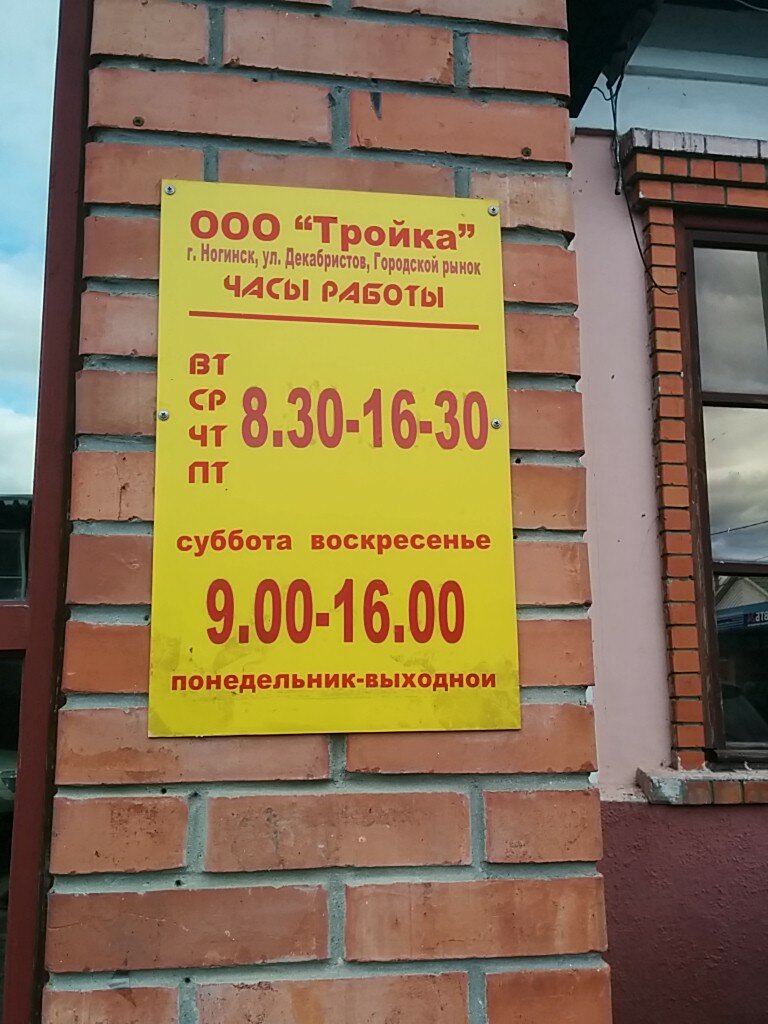 ООО “Тройка”
г. Ногинск, ул. Декабристов, Городской рынок
ЧАСЫ РАБОТЫ
ВТ
СР
ЧТ
ПТ
8.30-16-30
суббота воскресенье
9.00-16.00
понедельник-выходной